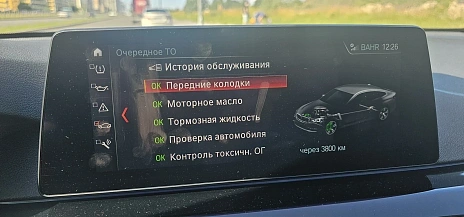 Очередное ТО
BAHR 12:26
История обслуживания
OK Передние колодки
OK Моторное масло
OK Тормозная жидкость
OK Проверка автомобиля
OK Контроль токсичн. ОГ
через 3800 км